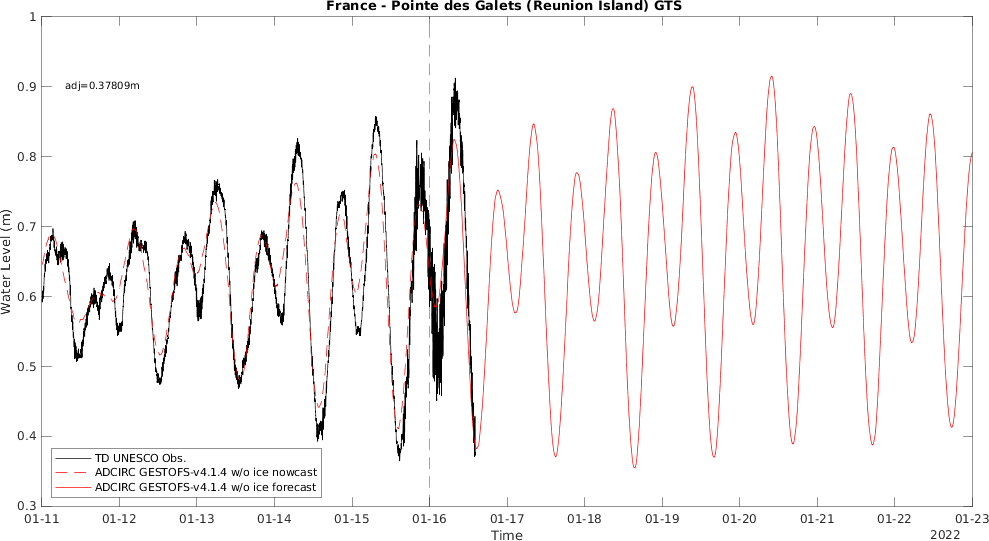 France - Pointe des Galets (Reunion Island) GTS
1
0.9
0.8
0.7
0.6
0.5
0.4
0.3
Water Level (m)
adj=0.37809m
TD UNESCO Obs.
ADCIRC GESTOFS-v4.1.4 w/o ice nowcast
ADCIRC GESTOFS-v4.1.4 w/o ice forecast
01-11 01-12 01-13 01-14 01-15 01-16 01-17 01-18 01-19 01-20 01-21 01-22 01-23
Time
2022